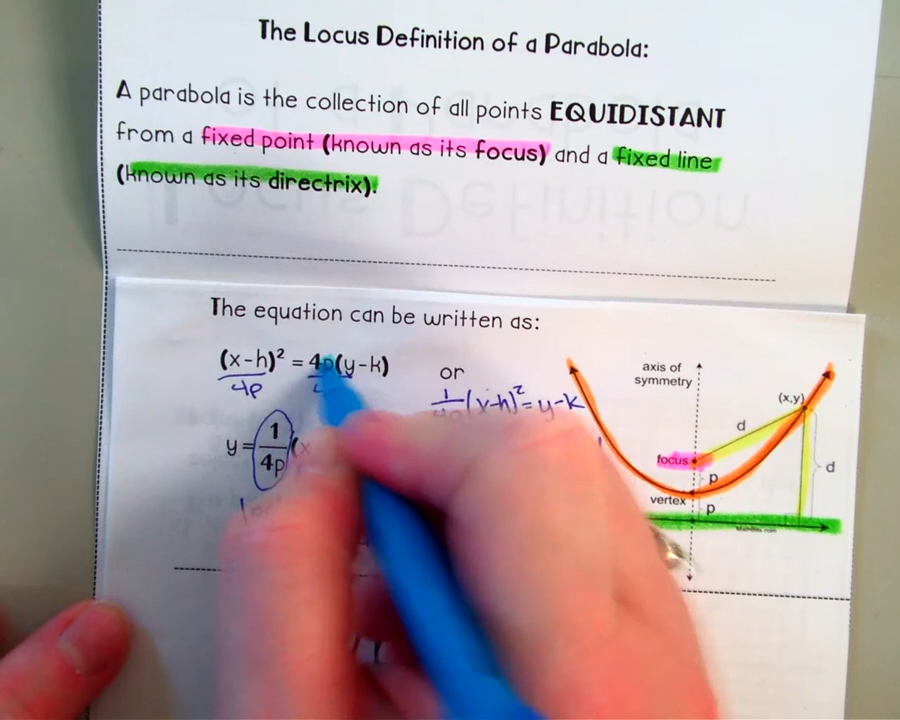 The Locus Definition of a Parabola:
A parabola is the collection of all points EQUIDISTANT
from a fixed point (known as its focus) and a fixed line
(known as its directrix).
The equation can be written as:
(x-h)² = 4p(y-k)
4p
or
y = 1/4p (x
(x-h)² = y-k
axis of
symmetry
(x,y)
d
focus
p
d
vertex
p